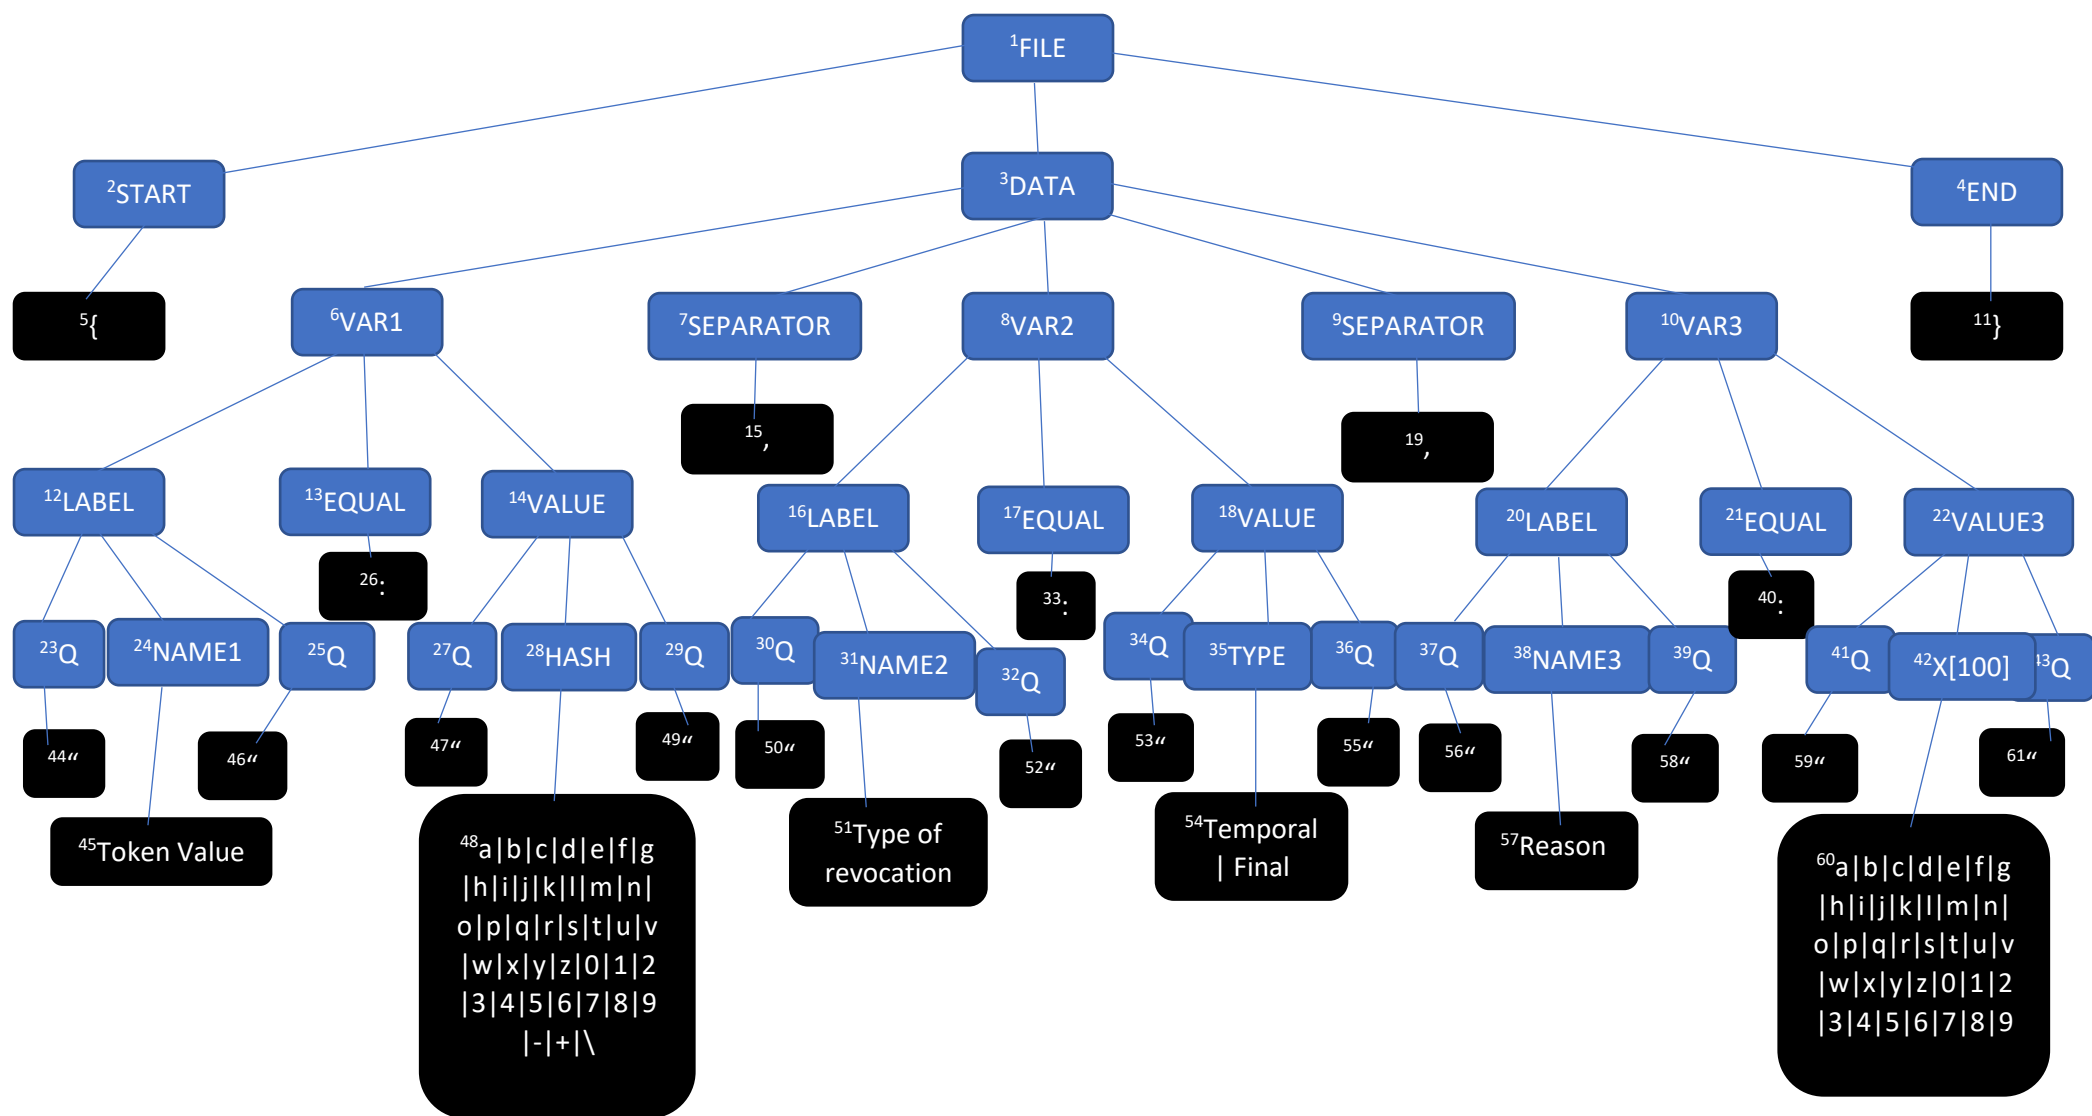 1FILE
2START
3DATA
4END
5{
6VAR1
7SEPARATOR
8VAR2
9SEPARATOR
10VAR3
11}
15,
19,
12LABEL
13EQUAL
14VALUE
16LABEL
17EQUAL
18VALUE
20LABEL
21EQUAL
22VALUE3
26:
33:
40:
23Q
24NAME1
25Q
27Q
28HASH
29Q
30Q
31NAME2
32Q
34Q
35TYPE
36Q
37Q
38NAME3
39Q
41Q
42X[100]
43Q
44“
46“
47“
49“
50“
52“
53“
55“
56“
58“
59“
61“
45Token Value
48a|b|c|d|e|f|g
|h|i|j|k|l|m|n|
o|p|q|r|s|t|u|v
|w|x|y|z|0|1|2
|3|4|5|6|7|8|9
|-|+|\
51Type of
revocation
54Temporal
| Final
57Reason
60a|b|c|d|e|f|g
|h|i|j|k|l|m|n|
o|p|q|r|s|t|u|v
|w|x|y|z|0|1|2
|3|4|5|6|7|8|9